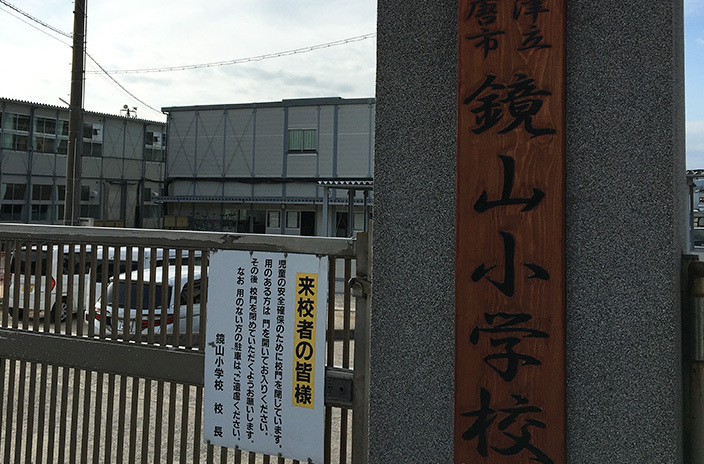 唐津
市立
鏡山小学校
来校者の皆様
児童の安全確保のために校門を閉じています。
用のある方は 門を開いてお入りください。
その後 校門を閉めていただくようお願いします。
なお 用のない方の駐車は、ご遠慮ください。
鏡山小学校 校長